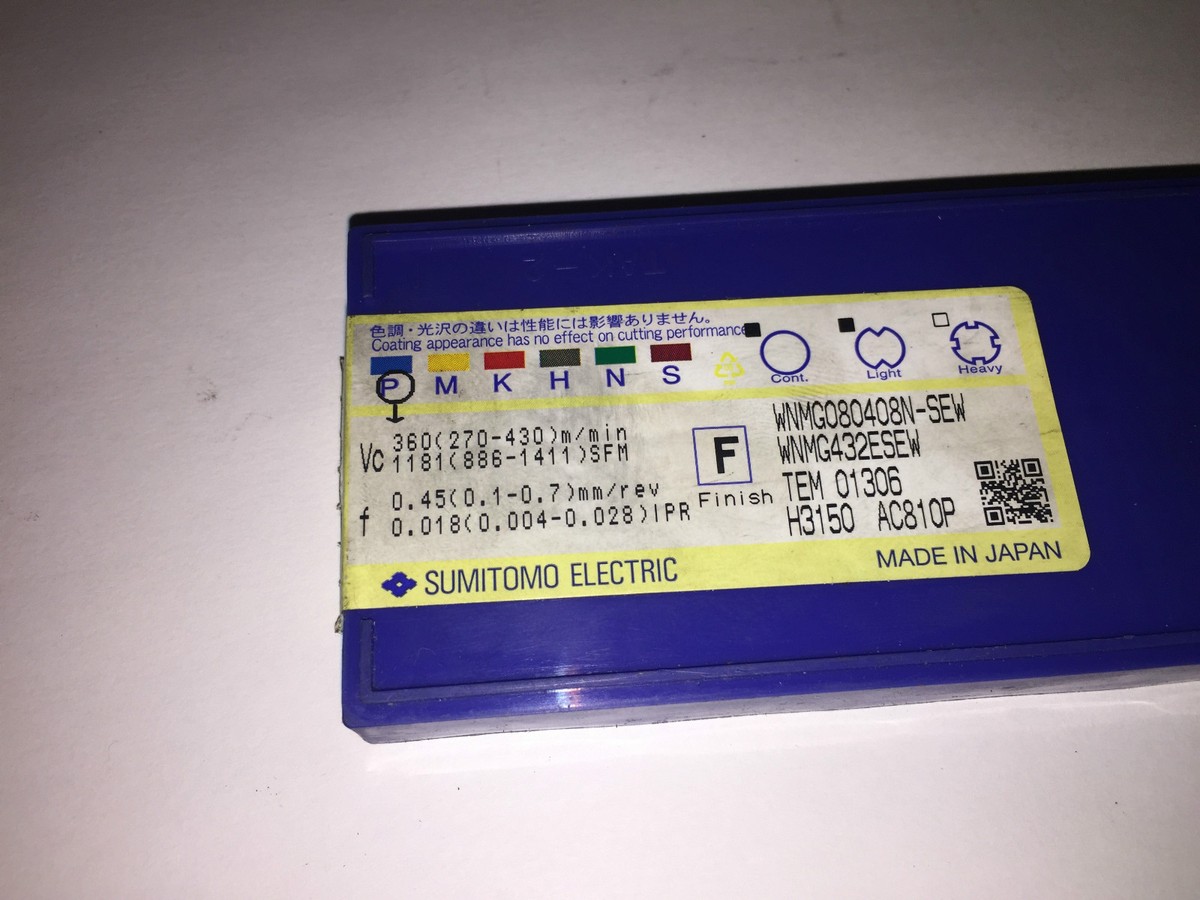 色調・光沢の違いは性能には影響ありません。
Coating appearance has no effect on cutting performance
P M K H N S
Cont. Light Heavy
Vc 360(270-430)m/min
1181(886-1411)SFM
f 0.45(0.1-0.7)mm/rev
0.018(0.004-0.028)IPR
F
Finish
WNMG080408N-SEW
WNMG432ESEW
TEM 01306
H3150 AC810P
SUMITOMO ELECTRIC
MADE IN JAPAN